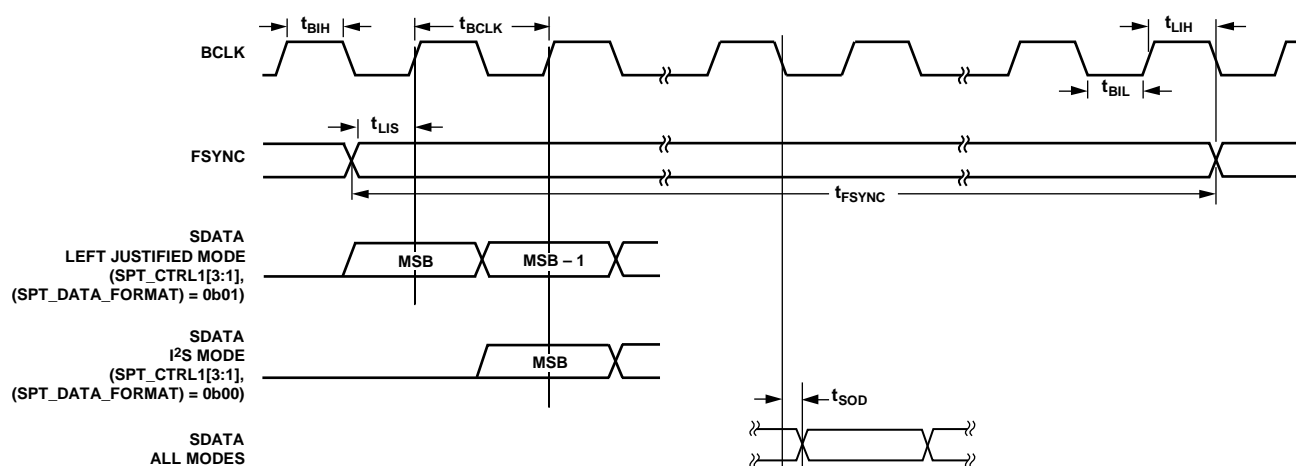 tBIH
tBCLK
tLIH
BCLK
tBIL
tLIS
FSYNC
tFSYNC
SDATA
LEFT JUSTIFIED MODE
(SPT_CTRL1[3:1],
(SPT_DATA_FORMAT) = 0b01)
MSB
MSB – 1
SDATA
I2S MODE
(SPT_CTRL1[3:1],
(SPT_DATA_FORMAT) = 0b00)
MSB
tSOD
SDATA
ALL MODES